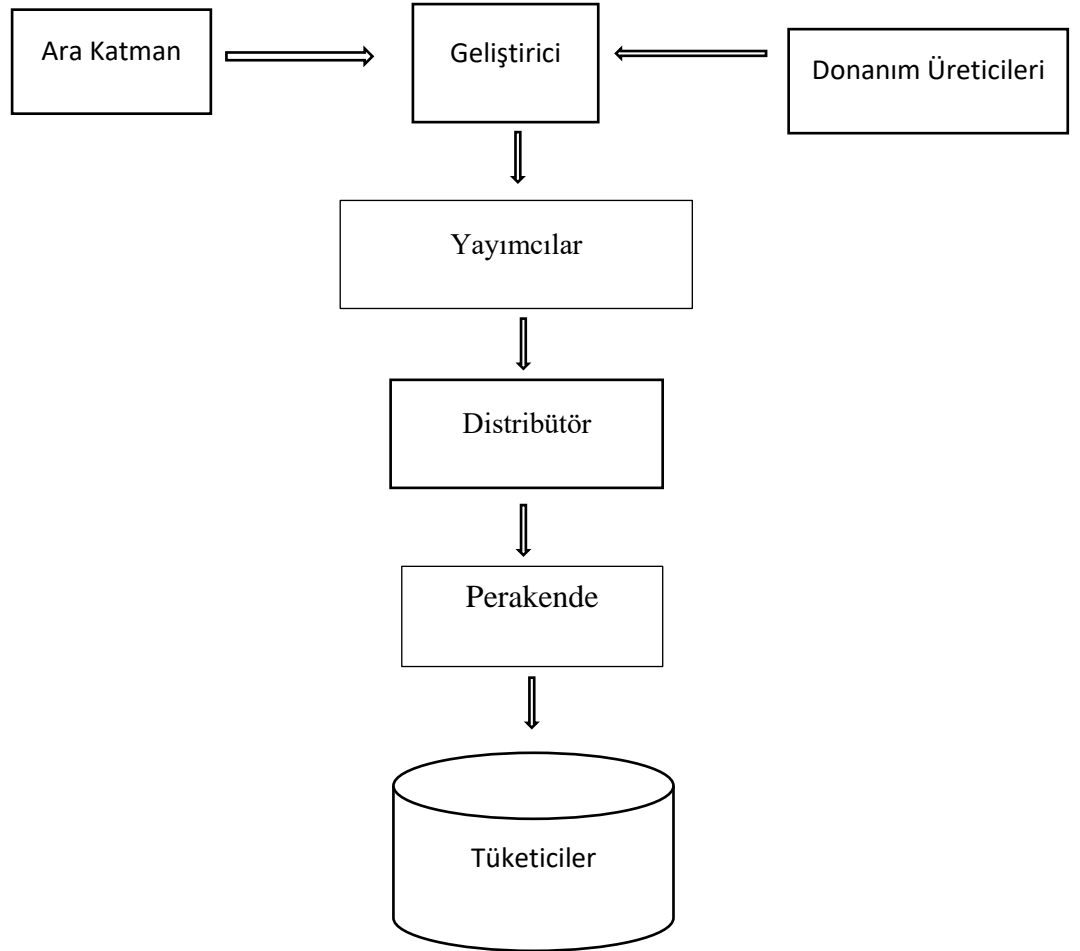 Ara Katman
Geliştirici
Donanım Üreticileri
Yayımcılar
Distribütör
Perakende
Tüketiciler